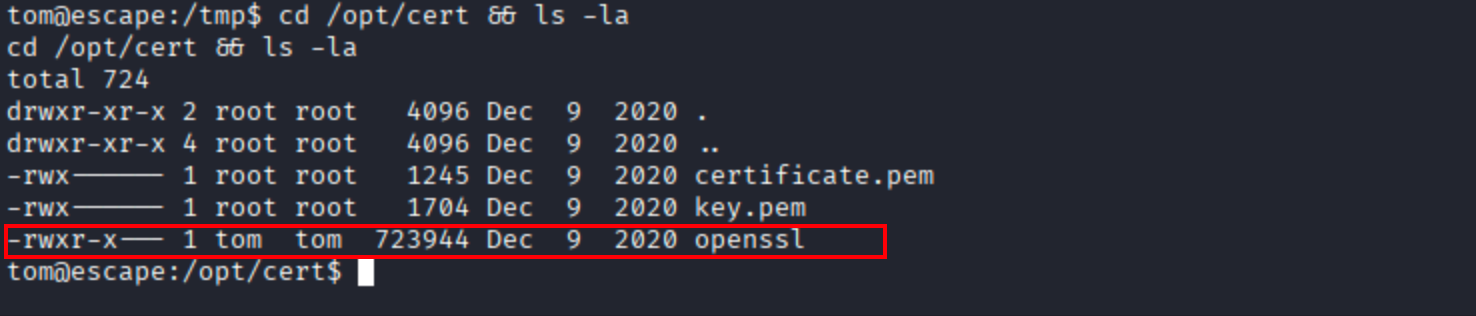 tom@escape:/tmp$ cd /opt/cert && ls -la
cd /opt/cert && ls -la
total 724
drwxr-xr-x 2 root root   4096 Dec  9  2020 .
drwxr-xr-x 4 root root   4096 Dec  9  2020 ..
-rwx------ 1 root root   1245 Dec  9  2020 certificate.pem
-rwx------ 1 root root   1704 Dec  9  2020 key.pem
-rwxr-x--- 1 tom  tom  723944 Dec  9  2020 openssl
tom@escape:/opt/cert$